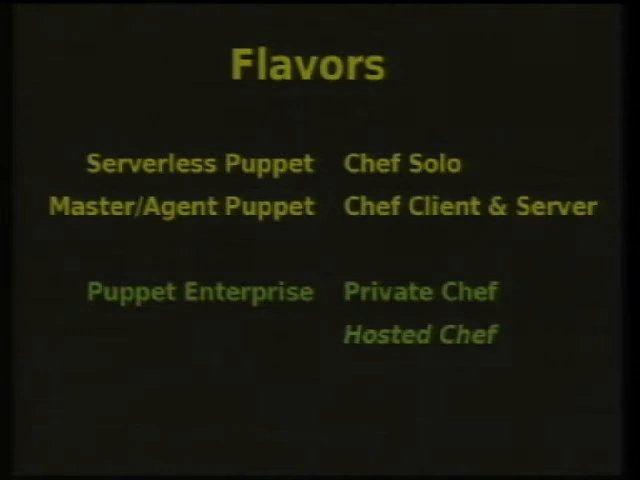 Flavors
Serverless Puppet Chef Solo
Master/Agent Puppet Chef Client & Server
Puppet Enterprise Private Chef
Hosted Chef